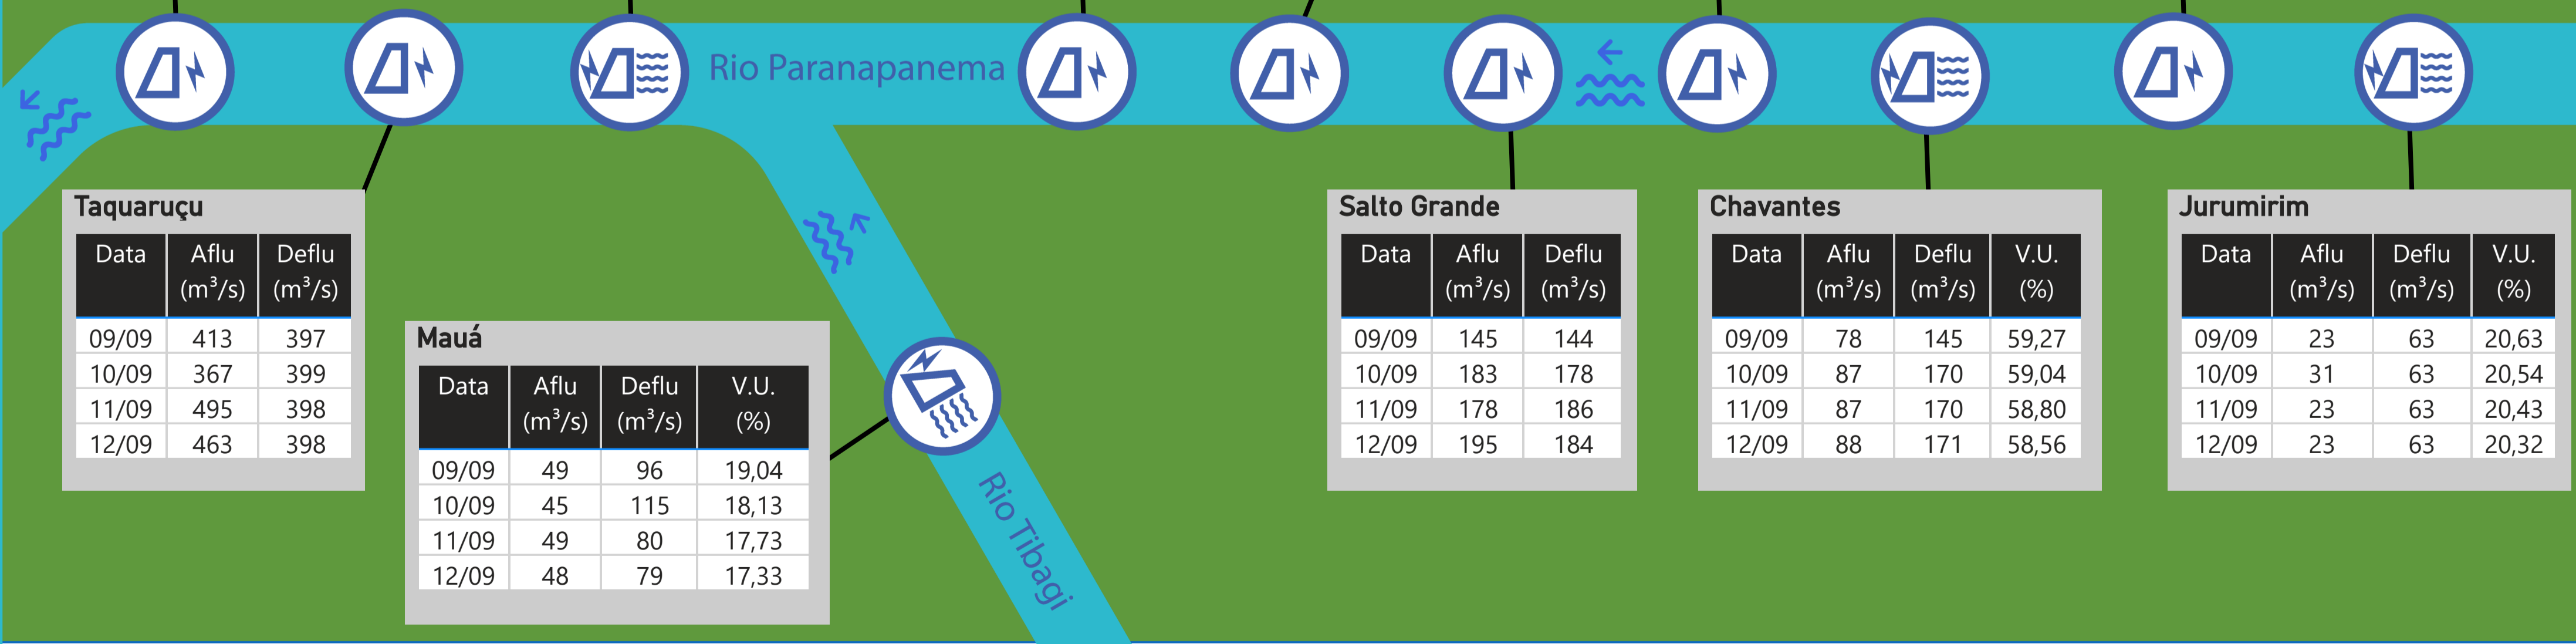 Rio Paranapanema
Taquaruçu
Data Aflu (m³/s) Deflu (m³/s)
09/09 413 397
10/09 367 399
11/09 495 398
12/09 463 398
Mauá
Data Aflu (m³/s) Deflu (m³/s) V.U. (%)
09/09 49 96 19,04
10/09 45 115 18,13
11/09 49 80 17,73
12/09 48 79 17,33
Rio Tibagi
Salto Grande
Data Aflu (m³/s) Deflu (m³/s)
09/09 145 144
10/09 183 178
11/09 178 186
12/09 195 184
Chavantes
Data Aflu (m³/s) Deflu (m³/s) V.U. (%)
09/09 78 145 59,27
10/09 87 170 59,04
11/09 87 170 58,80
12/09 88 171 58,56
Jurumirim
Data Aflu (m³/s) Deflu (m³/s) V.U. (%)
09/09 23 63 20,63
10/09 31 63 20,54
11/09 23 63 20,43
12/09 23 63 20,32